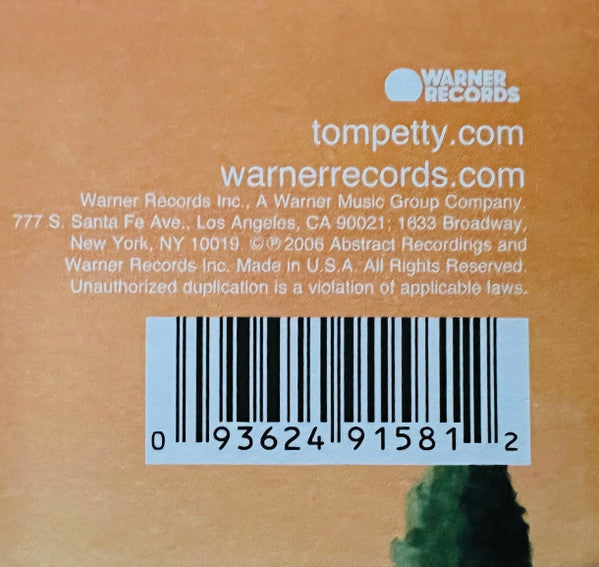 WARNER
RECORDS
tompetty.com
warnerrecords.com
Warner Records Inc., A Warner Music Group Company.
777 S. Santa Fe Ave., Los Angeles, CA 90021; 1633 Broadway,
New York, NY 10019. ©℗ 2006 Abstract Recordings and
Warner Records Inc. Made in U.S.A. All Rights Reserved.
Unauthorized duplication is a violation of applicable laws.
0 93624 91581 2